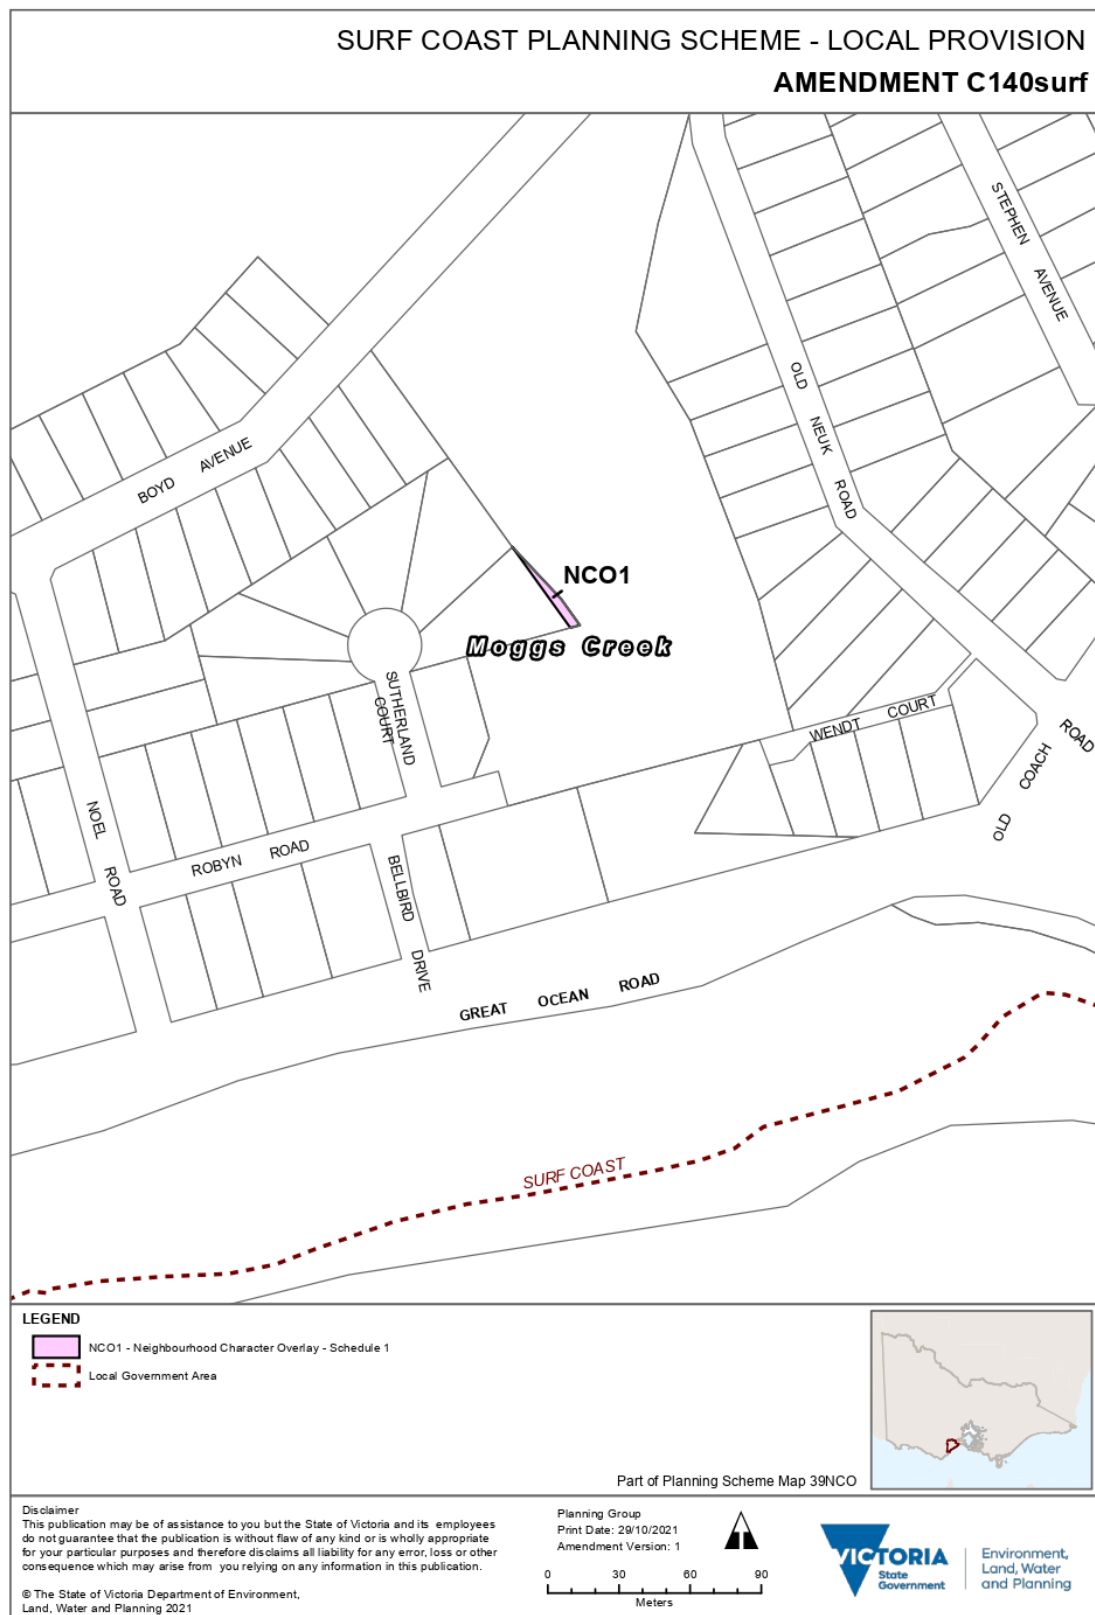 SURF COAST PLANNING SCHEME - LOCAL PROVISION
AMENDMENT C140surf
STEPHEN AVENUE
OLD NEUK ROAD
BOYD AVENUE
NCO1
Moggs Creek
SUTHERLAND COURT
WENDT COURT
OLD COACH ROAD
NOEL ROAD
ROBYN ROAD
BELLBIRD DRIVE
GREAT OCEAN ROAD
SURF COAST
LEGEND
NCO1 - Neighbourhood Character Overlay - Schedule 1
Local Government Area
Part of Planning Scheme Map 39NCO
Disclaimer
This publication may be of assistance to you but the State of Victoria and its employees
do not guarantee that the publication is without flaw of any kind or is wholly appropriate
for your particular purposes and therefore disclaims all liability for any error, loss or other
consequence which may arise from you relying on any information in this publication.
© The State of Victoria Department of Environment,
Land, Water and Planning 2021
Planning Group
Print Date: 29/10/2021
Amendment Version: 1
0 30 60 90
Meters
VICTORIA
State
Government
Environment,
Land, Water
and Planning